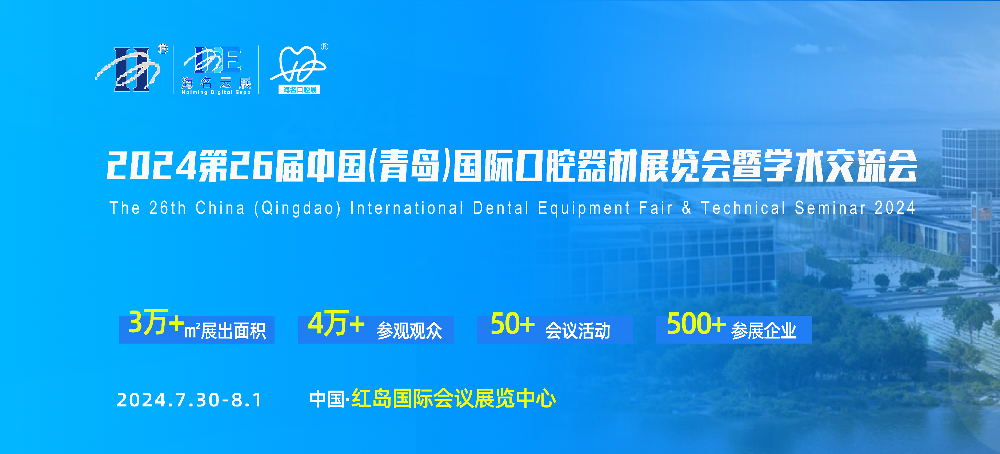 ®
HDE
®
海名云展
Haiming Digital Expo
海名口腔展
2024第26届中国(青岛)国际口腔器材展览会暨学术交流会
The 26th China (Qingdao) International Dental Equipment Fair & Technical Seminar 2024
3万+㎡展出面积
4万+ 参观观众
50+ 会议活动
500+ 参展企业
2024.7.30-8.1
中国·红岛国际会议展览中心